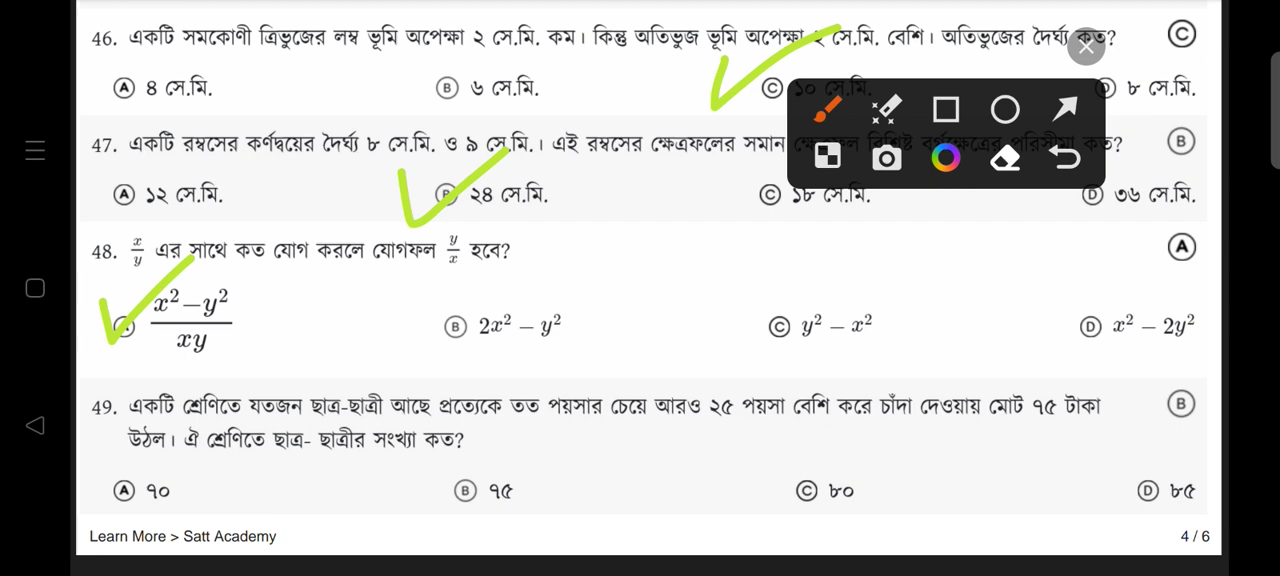 46. একটি সমকোণী ত্রিভুজের লম্ব ভূমি অপেক্ষা ২ সে.মি. কম। কিন্তু অতিভুজ ভূমি অপেক্ষা ২ সে.মি. বেশি। অতিভুজের দৈর্ঘ্য কত? C
A ৪ সে.মি. B ৬ সে.মি. C ১০ সে.মি. D ৮ সে.মি.
47. একটি রম্বসের কর্ণদ্বয়ের দৈর্ঘ্য ৮ সে.মি. ও ৯ সে.মি.। এই রম্বসের ক্ষেত্রফলের সমান ক্ষেত্রফল বিশিষ্ট বর্গক্ষেত্রের পরিসীমা কত? B
A ১২ সে.মি. B ২৪ সে.মি. C ১৮ সে.মি. D ৩৬ সে.মি.
48. x/y এর সাথে কত যোগ করলে যোগফল y/x হবে? A
A (x² − y²)/xy B 2x² − y² C y² − x² D x² − 2y²
49. একটি শ্রেণিতে যতজন ছাত্র-ছাত্রী আছে প্রত্যেকে তত পয়সার চেয়ে আরও ২৫ পয়সা বেশি করে চাঁদা দেওয়ায় মোট ৭৫ টাকা B
উঠল। ঐ শ্রেণিতে ছাত্র- ছাত্রীর সংখ্যা কত?
A ৭০ B ৭৫ C ৮০ D ৮৫
Learn More > Satt Academy 4 / 6